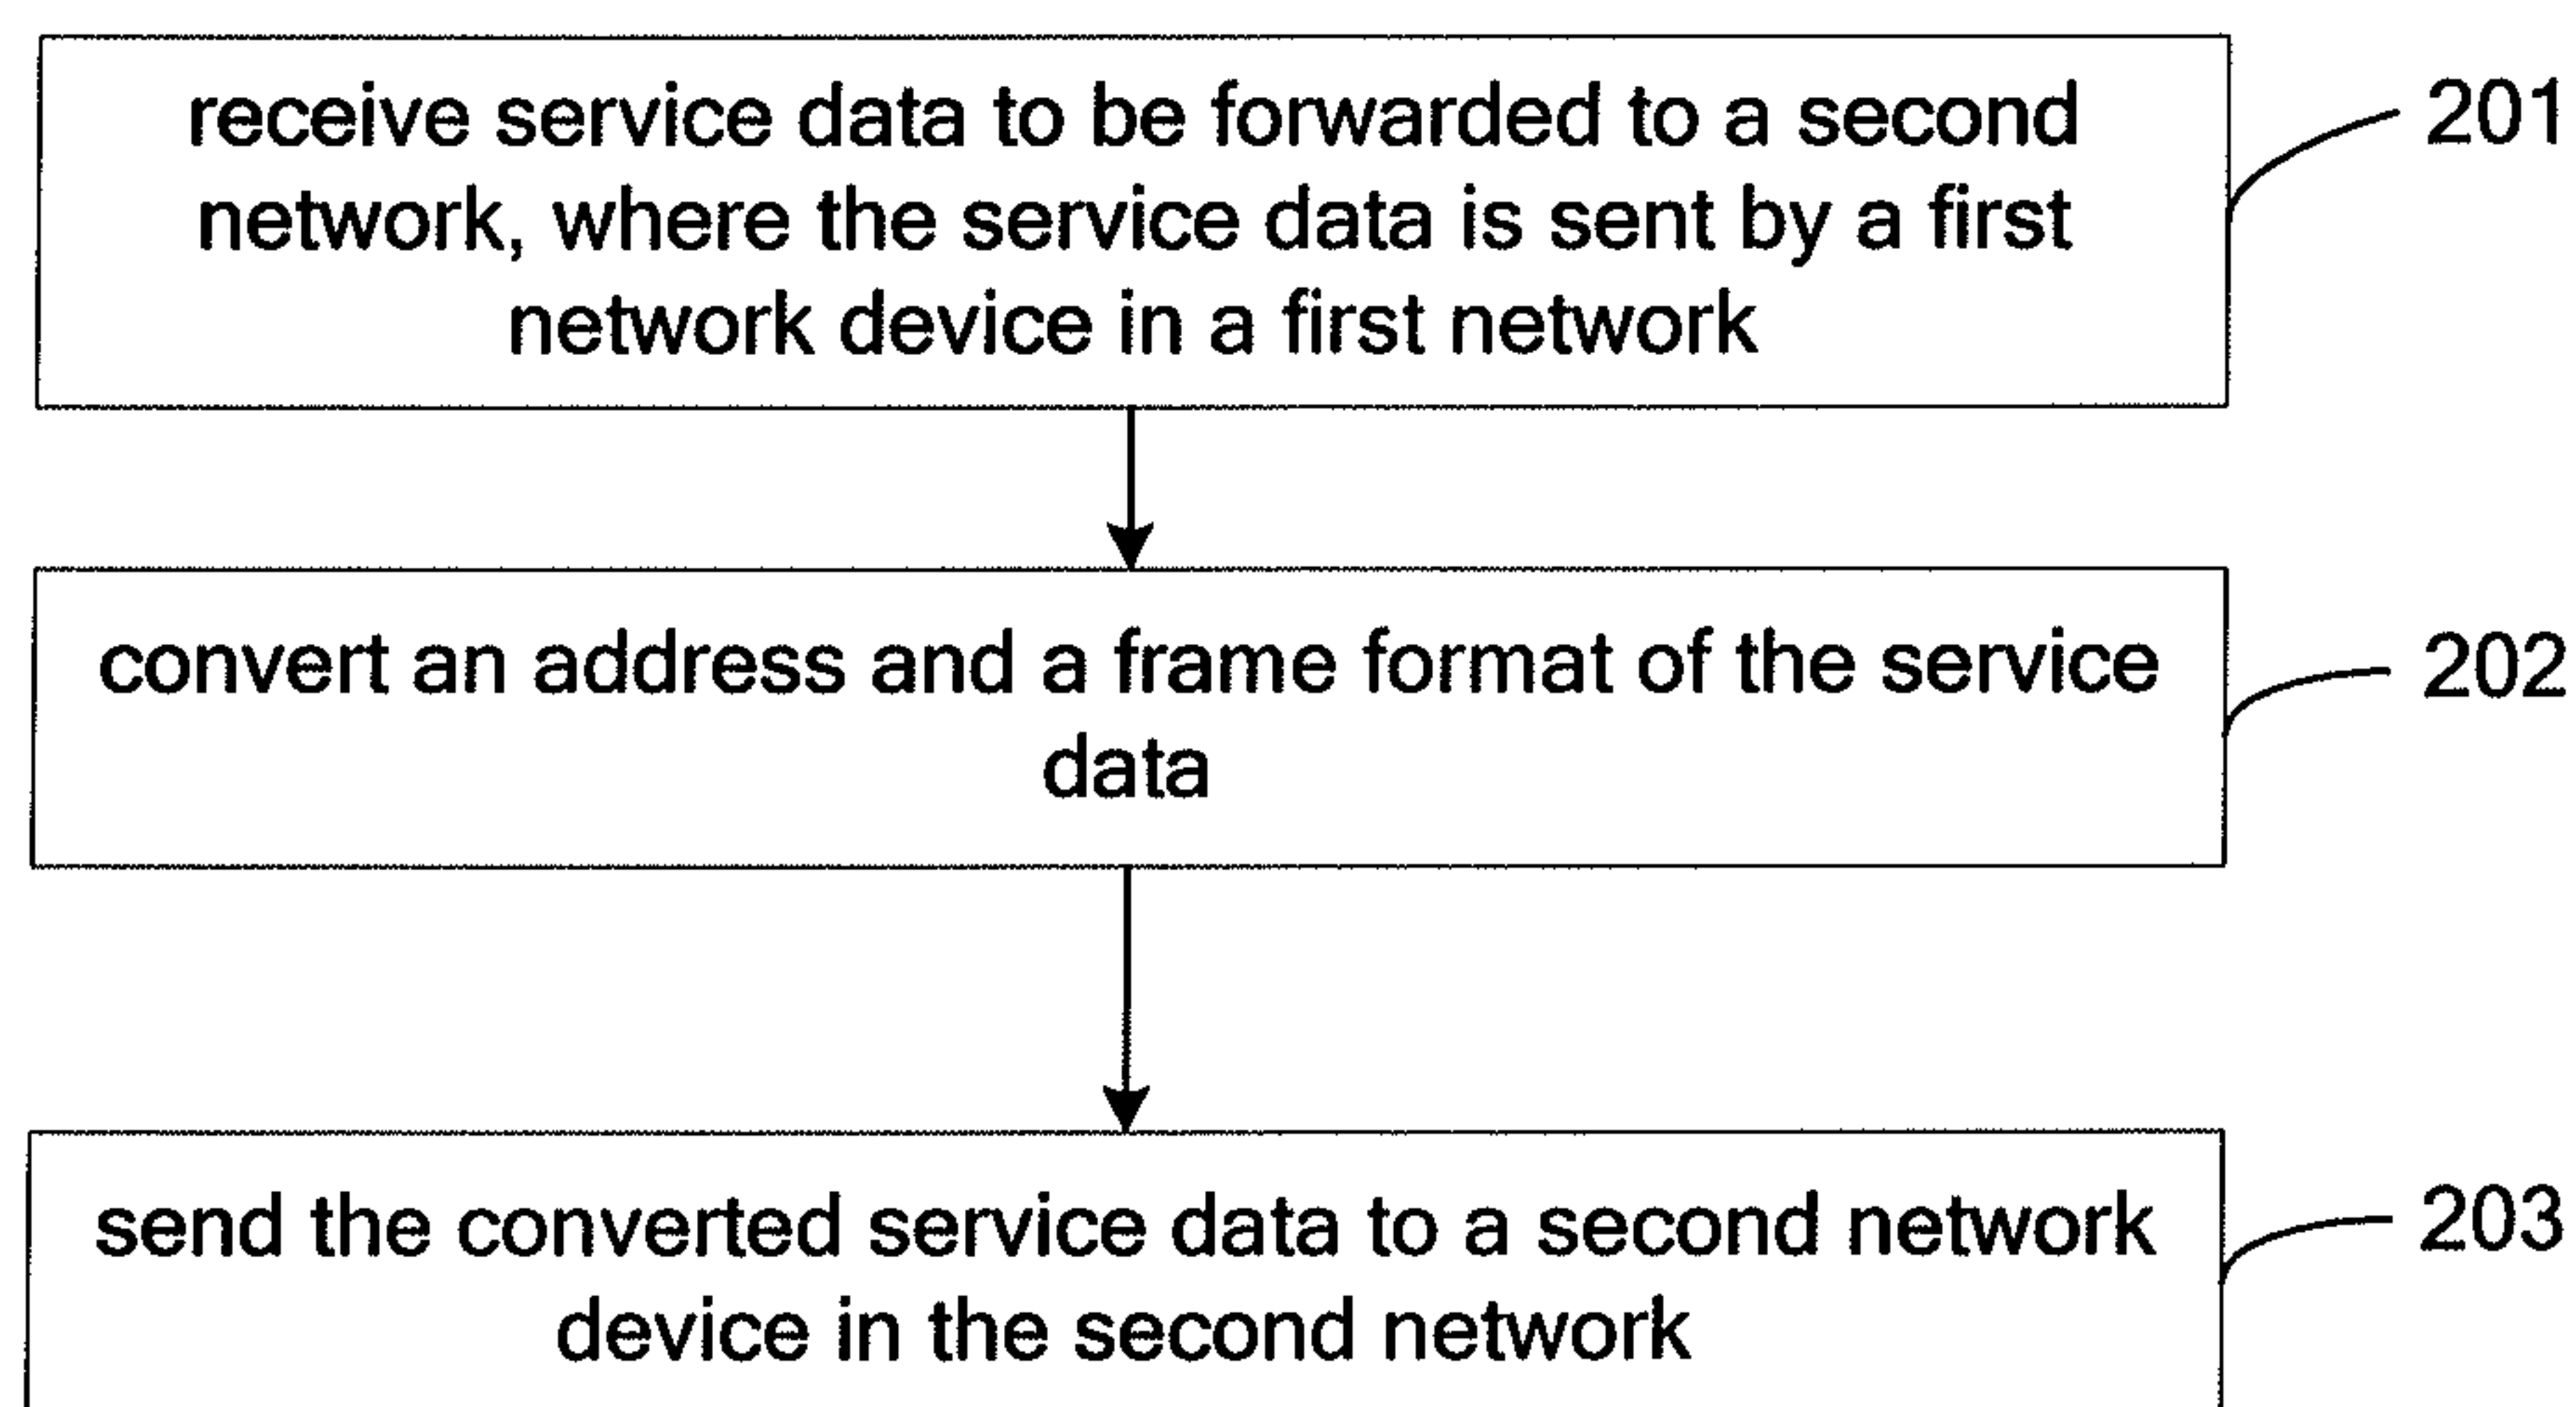 receive service data to be forwarded to a second
201
network, where the service data is sent by a first
network device in a first network
convert an address and a frame format of the service
202
data
send the converted service data to a second network
203
device in the second network